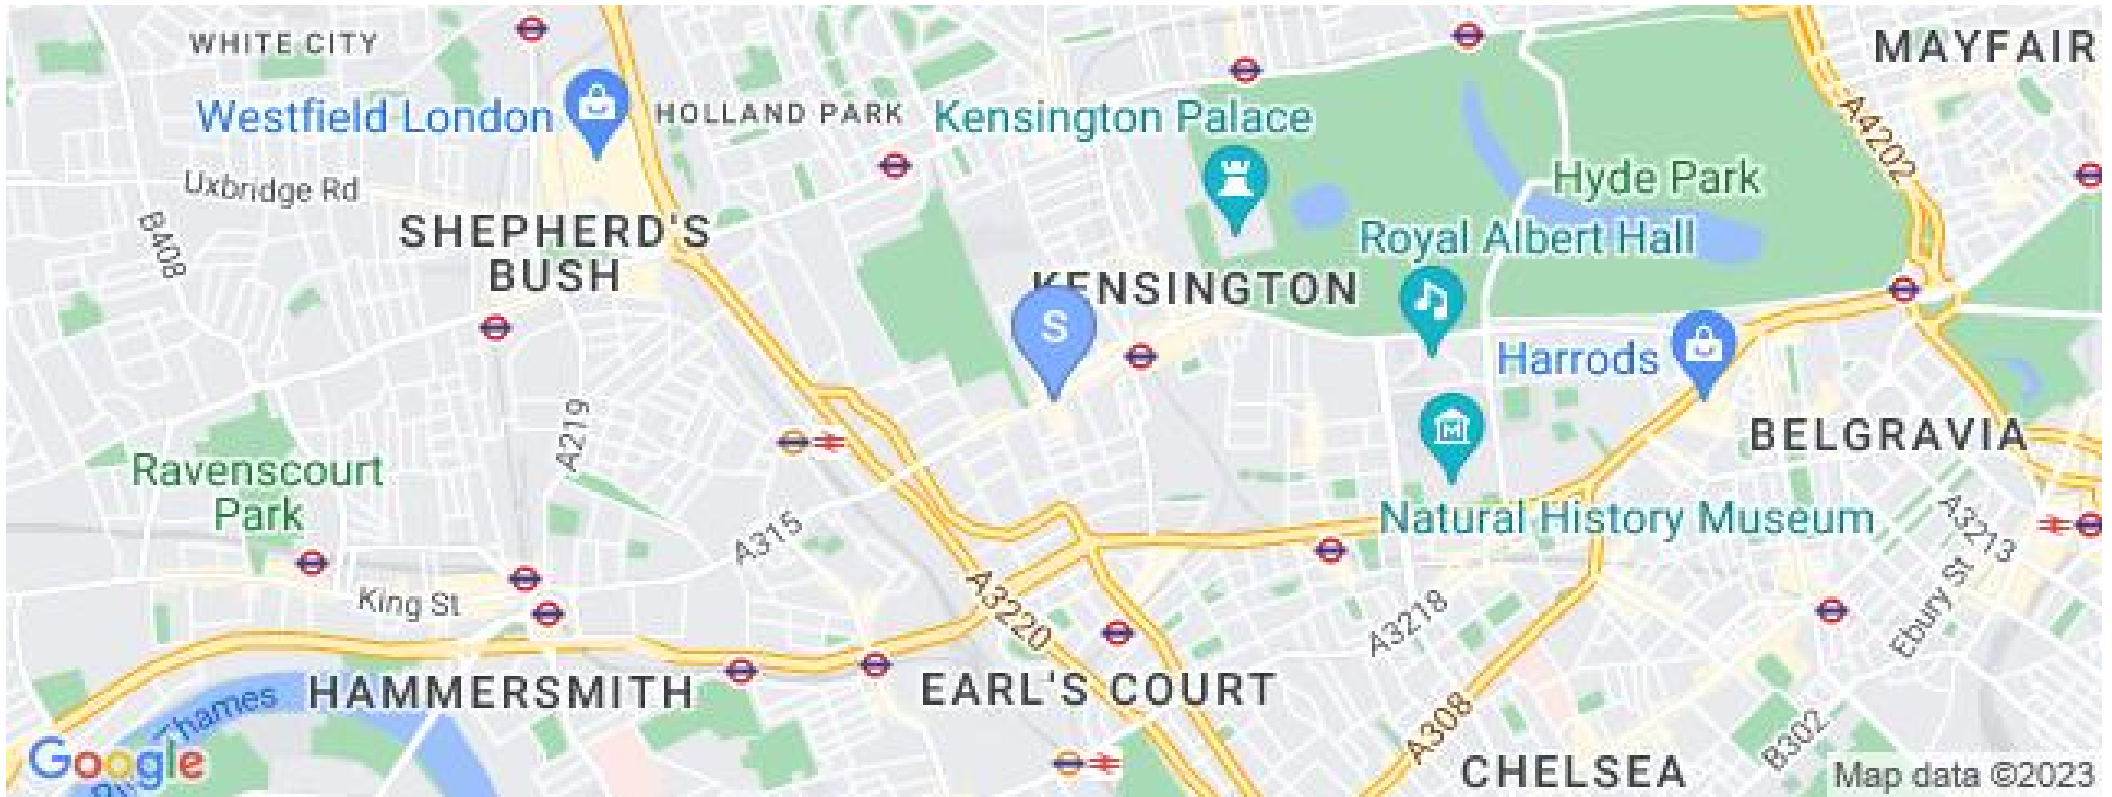 WHITE CITY
MAYFAIR
Westfield London
HOLLAND PARK
Kensington Palace
A4202
Uxbridge Rd
Hyde Park
B408
SHEPHERD'S
BUSH
Royal Albert Hall
KENSINGTON
S
Harrods
A219
BELGRAVIA
Ravenscourt
Park
A315
Natural History Museum
A3213
King St
A3220
A3218
Ebury St
HAMMERSMITH
EARL'S COURT
Thames
A308
B302
Google
CHELSEA
Map data ©2023